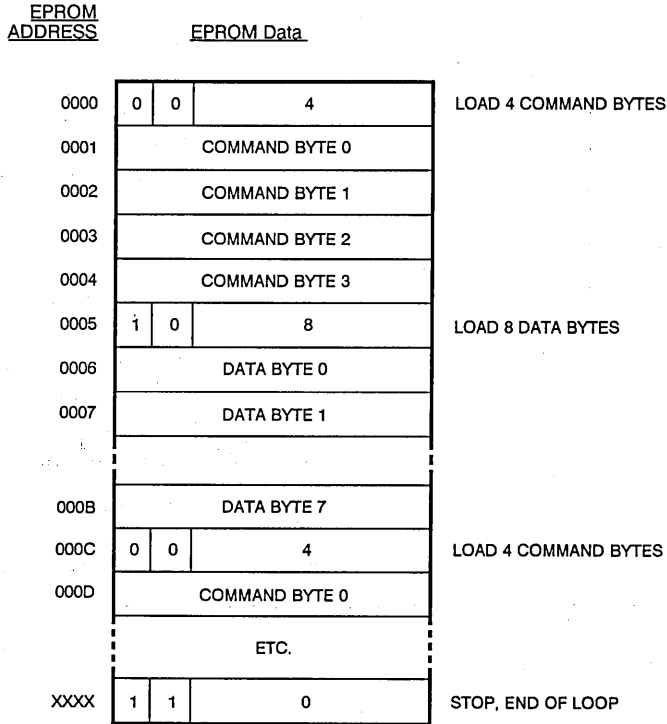 EPROM
ADDRESS EPROM Data
0000 0 0 4 LOAD 4 COMMAND BYTES
0001 COMMAND BYTE 0
0002 COMMAND BYTE 1
0003 COMMAND BYTE 2
0004 COMMAND BYTE 3
0005 1 0 8 LOAD 8 DATA BYTES
0006 DATA BYTE 0
0007 DATA BYTE 1
000B DATA BYTE 7
000C 0 0 4 LOAD 4 COMMAND BYTES
000D COMMAND BYTE 0
ETC.
XXXX 1 1 0 STOP, END OF LOOP